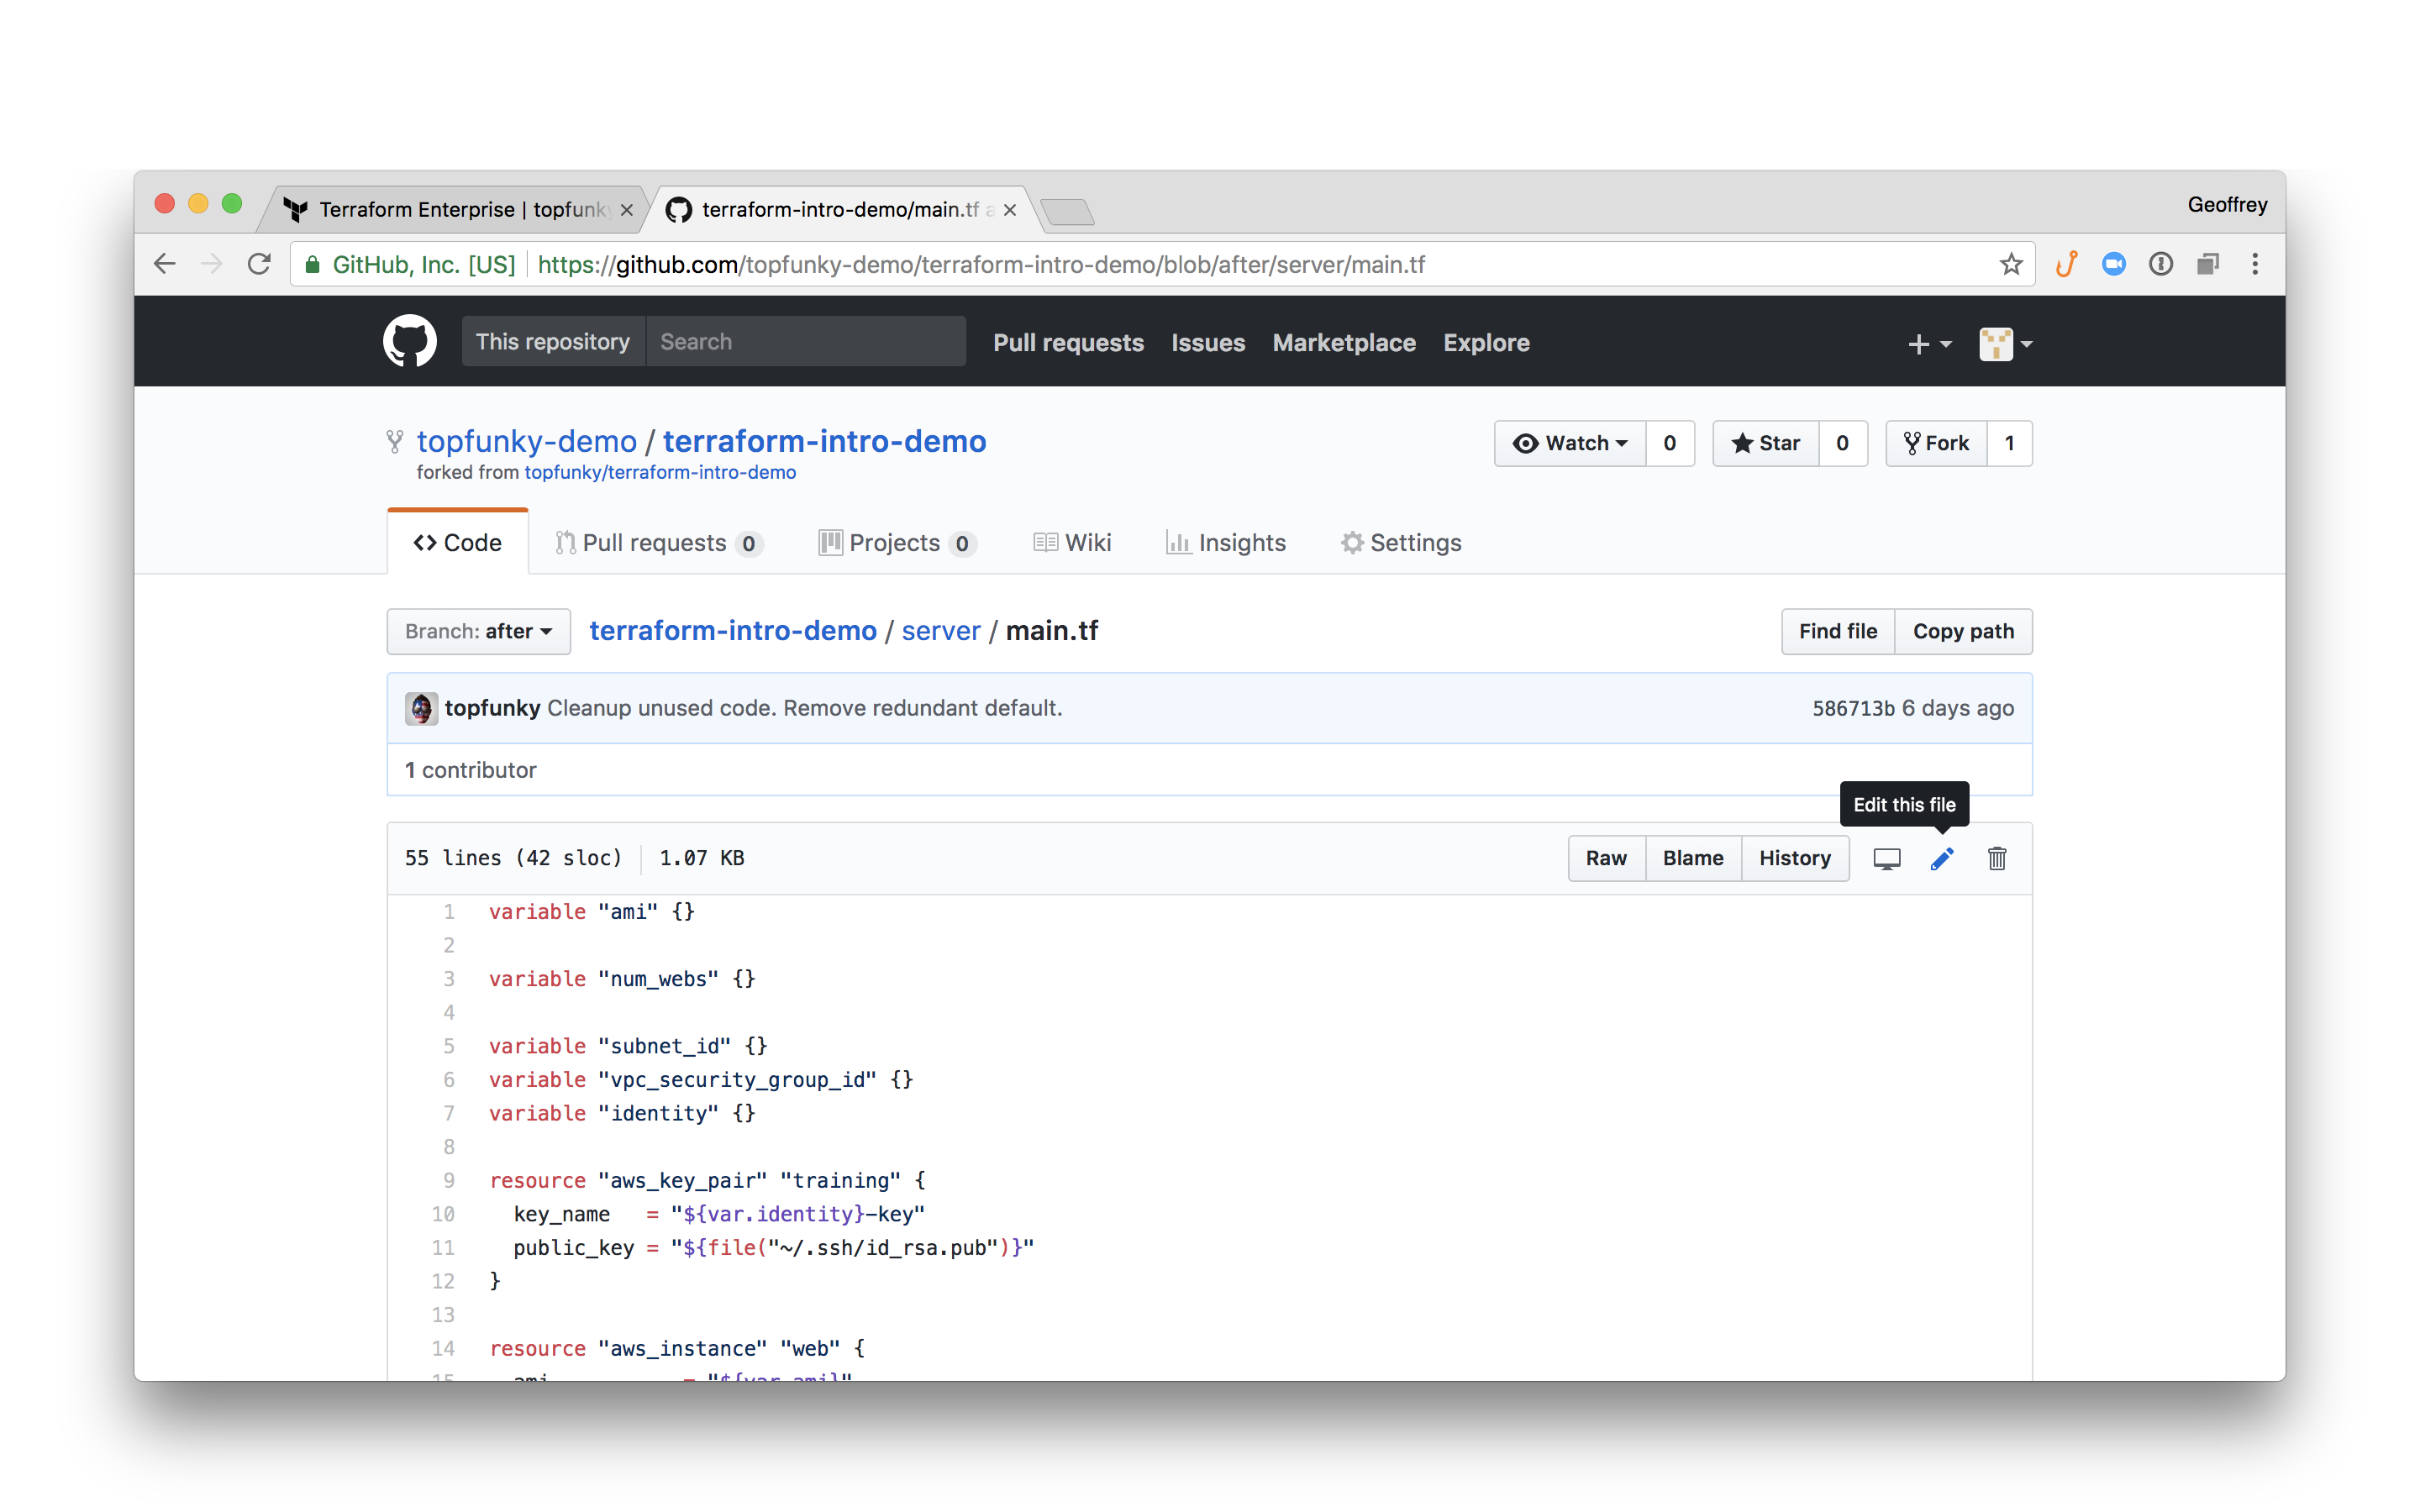 Terraform Enterprise | topfunky
terraform-intro-demo/main.tf a
Geoffrey
GitHub, Inc. [US]
https://github.com/topfunky-demo/terraform-intro-demo/blob/after/server/main.tf
This repository
Search
Pull requests
Issues
Marketplace
Explore
topfunky-demo / terraform-intro-demo
forked from topfunky/terraform-intro-demo
Watch
0
Star
0
Fork
1
<> Code
Pull requests 0
Projects 0
Wiki
Insights
Settings
Branch: after
terraform-intro-demo / server / main.tf
Find file
Copy path
topfunky Cleanup unused code. Remove redundant default.
586713b 6 days ago
1 contributor
Edit this file
55 lines (42 sloc)
1.07 KB
Raw
Blame
History
1 variable "ami" {}
2
3 variable "num_webs" {}
4
5 variable "subnet_id" {}
6 variable "vpc_security_group_id" {}
7 variable "identity" {}
8
9 resource "aws_key_pair" "training" {
10 key_name   = "${var.identity}-key"
11 public_key = "${file("~/.ssh/id_rsa.pub")}"
12 }
13
14 resource "aws_instance" "web" {
15 ami = "${var.ami}"